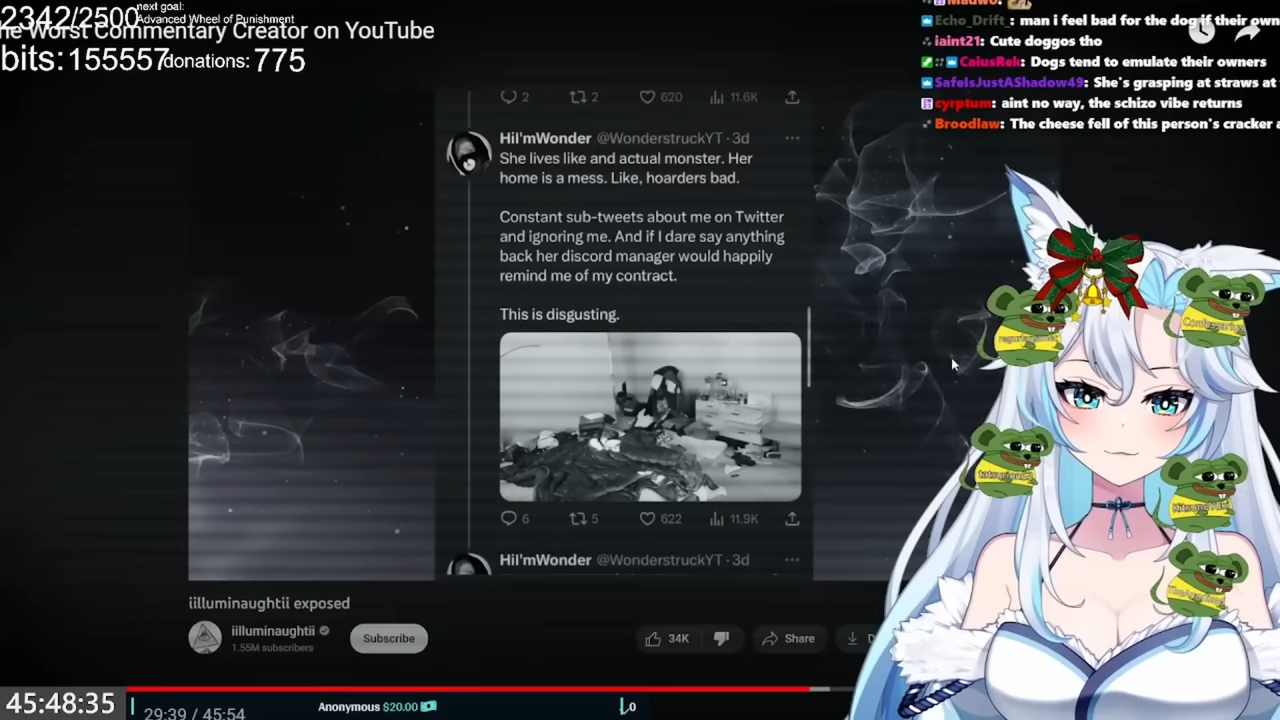 2342/2500
next goal:
Advanced Wheel of Punishment
he Worst Commentary Creator on YouTube
bits:155557
donations: 775
Madwo:
Echo_Drift_: man i feel bad for the dog if their own
iaint21: Cute doggos tho
CaiusRek: Dogs tend to emulate their owners
SafeIsJustAShadow49: She's grasping at straws at
cyrptum: aint no way, the schizo vibe returns
Broodlaw: The cheese fell of this person's cracker a
2 2 620 11.6K
Hil'mWonder @WonderstruckYT · 3d
She lives like and actual monster. Her
home is a mess. Like, hoarders bad.
Constant sub-tweets about me on Twitter
and ignoring me. And if I dare say anything
back her discord manager would happily
remind me of my contract.
This is disgusting.
6 5 622 11.9K
Hil'mWonder @WonderstruckYT · 3d
iilluminaughtii exposed
iilluminaughtii
1.55M subscribers
Subscribe
34K
Share
D
45:48:35
29:39 / 45:54
Anonymous $20.00
0